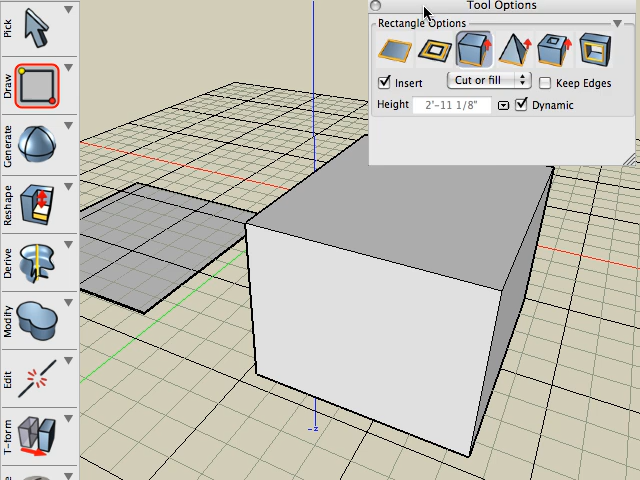 Tool Options
Rectangle Options
Insert
Cut or fill
Keep Edges
Height
2'-11 1/8"
Dynamic
Pick
Draw
Generate
Reshape
Derive
Modify
Edit
T-form
-z